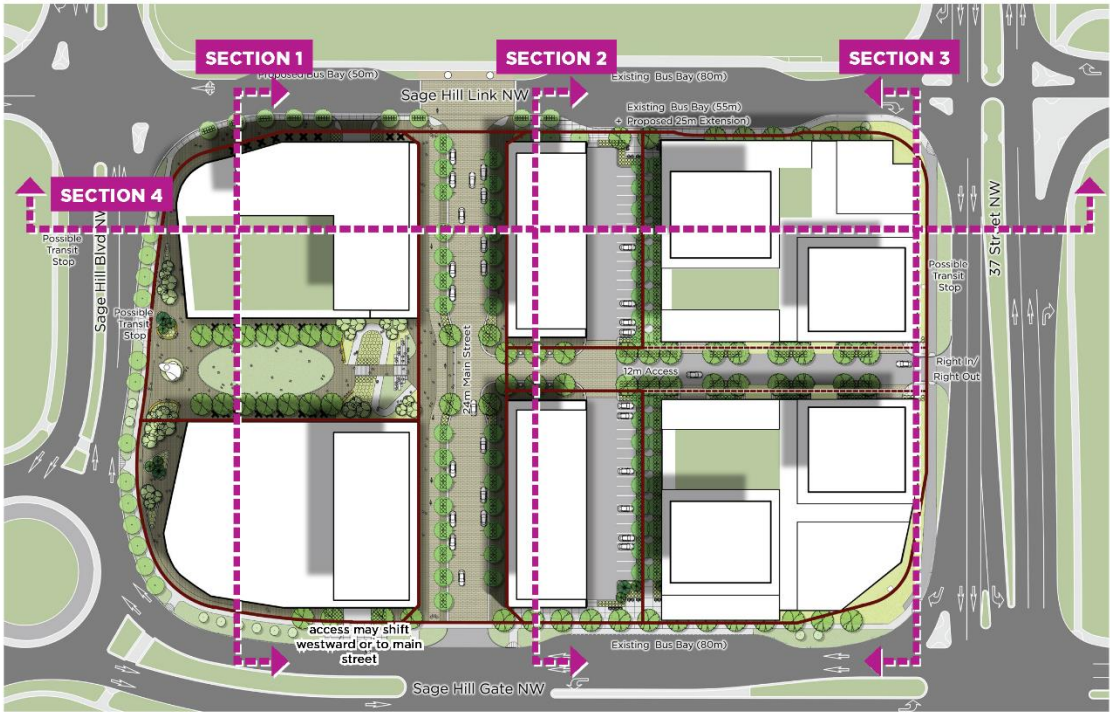 SECTION 1
SECTION 2
SECTION 3
Proposed Bus Bay (50m)
Existing Bus Bay (80m)
Sage Hill Link NW
Existing Bus Bay (55m)
+ Proposed 25m Extension)
SECTION 4
Possible
Transit
Stop
Sage Hill Blvd NW
Possible
Transit
Stop
24m Main Street
12m Access
Possible
Transit
Stop
37 Street NW
Right In/
Right Out
access may shift
westward or to main
street
Existing Bus Bay (80m)
Sage Hill Gate NW